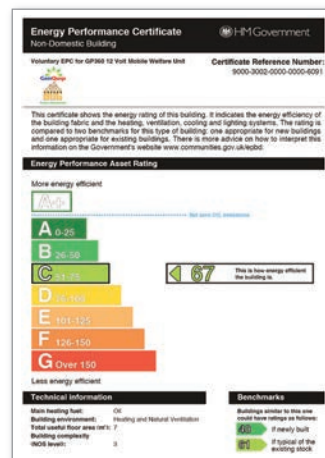 Energy Performance Certificate
HM Government
Non-Domestic Building
Voluntary EPC for GP360 12 Volt Mobile Welfare Unit
Certificate Reference Number:
9000-3002-0000-0000-6091
This certificate shows the energy rating of this building. It indicates the energy efficiency of
the building fabric and the heating, ventilation, cooling and lighting systems. The rating is
compared to two benchmarks for this type of building: one appropriate for new buildings
and one appropriate for existing buildings. There is more advice on how to interpret this
information on the Government's website www.communities.gov.uk/epbd.
Energy Performance Asset Rating
More energy efficient
A+
A 0-25
B 26-50
C 51-75
67
This is how energy efficient
the building is.
D 76-100
E 101-125
F 126-150
G Over 150
Less energy efficient
Technical information
Main heating fuel: Oil
Building environment: Heating and Natural Ventilation
Total useful floor area (m²): 7
Building complexity
(NOS level): 3
Benchmarks
Buildings similar to this one
could have ratings as follows:
If newly built
If typical of the
existing stock